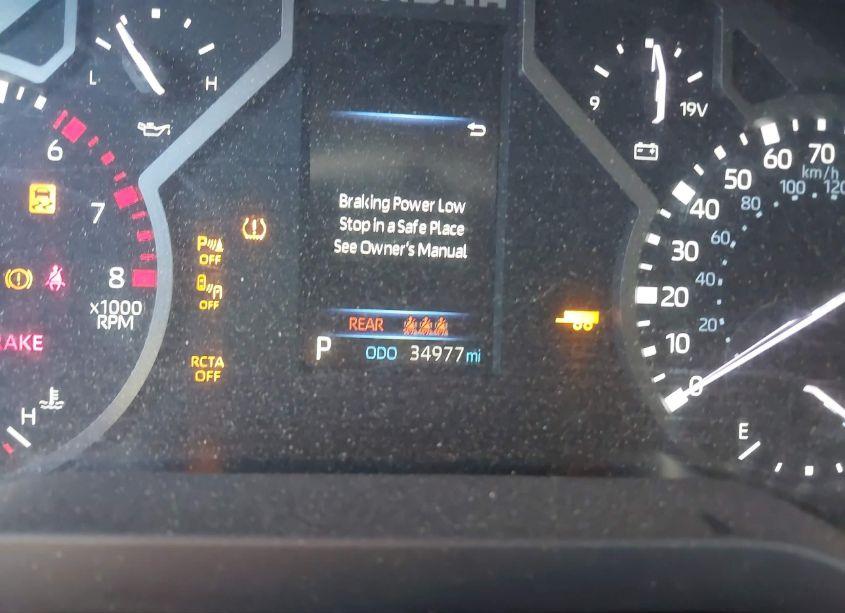 L
H
9
19V
6
7
8
x1000
RPM
H
P
OFF
OFF
RCTA
OFF
Braking Power Low
Stop in a Safe Place
See Owner's Manual
REAR
P ODO 34977 mi
70
60
50
40
30
20
10
0
km/h
120
100
80
60
40
20
E